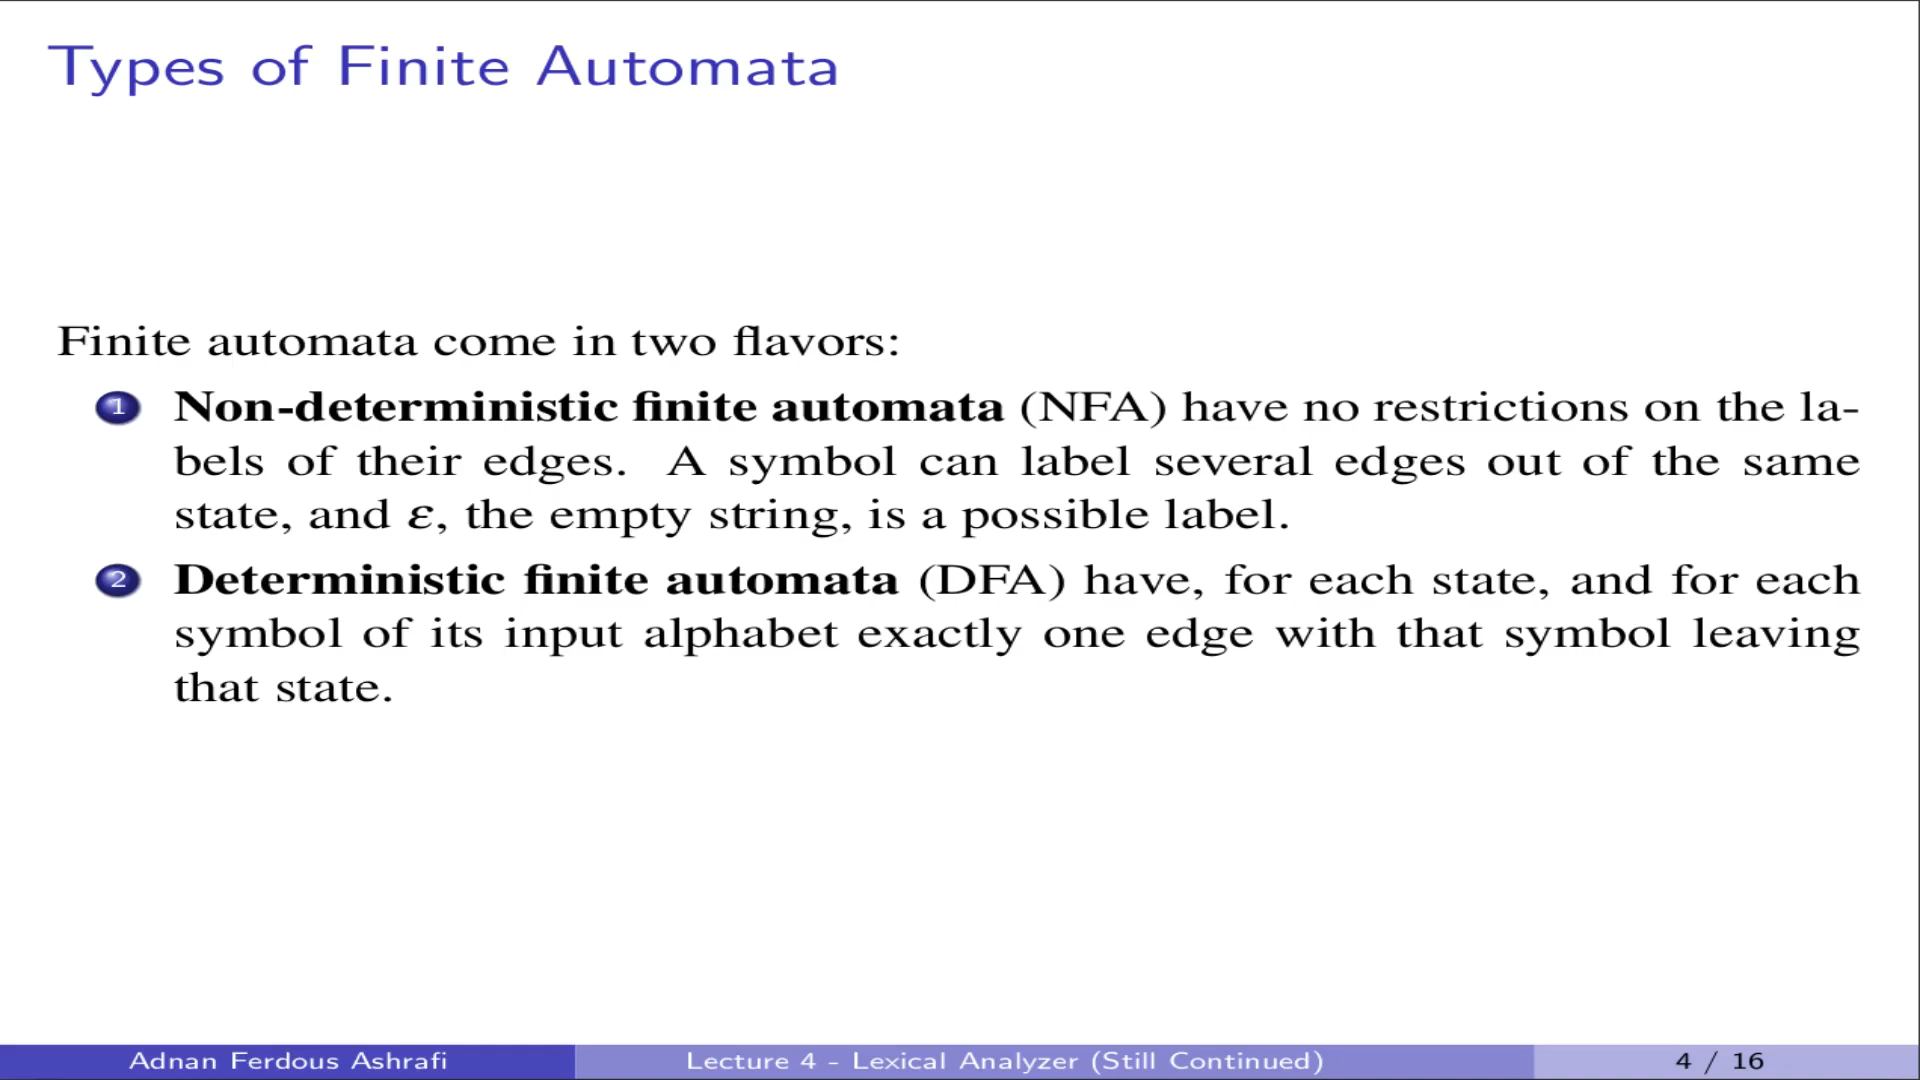 Types of Finite Automata
Finite automata come in two flavors:
1 Non-deterministic finite automata (NFA) have no restrictions on the la-
bels of their edges. A symbol can label several edges out of the same
state, and ε, the empty string, is a possible label.
2 Deterministic finite automata (DFA) have, for each state, and for each
symbol of its input alphabet exactly one edge with that symbol leaving
that state.
Adnan Ferdous Ashrafi Lecture 4 - Lexical Analyzer (Still Continued) 4 / 16